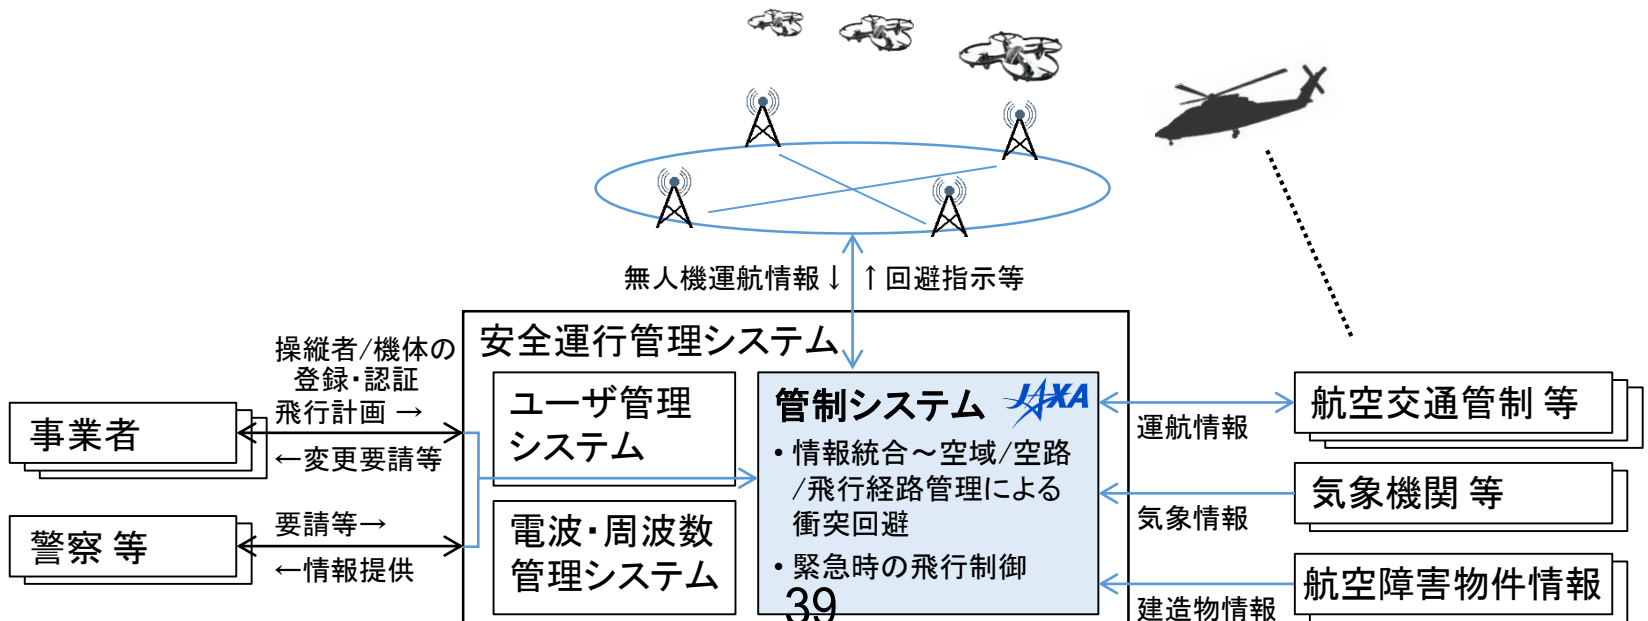 無人機運航情報↓ ↑回避指示等
安全運行管理システム
操縦者/機体の
登録・認証
飛行計画 →
←変更要請等
事業者
要請等→
←情報提供
警察 等
ユーザ管理
システム
電波・周波数
管理システム
管制システム JAXA
・情報統合～空域/空路
/飛行経路管理による
衝突回避
・緊急時の飛行制御
39
運航情報
航空交通管制 等
気象情報
気象機関 等
建造物情報
航空障害物件情報